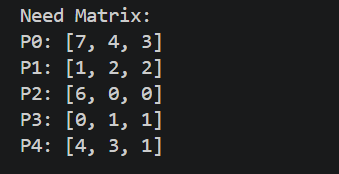 Need Matrix:
P0: [7, 4, 3]
P1: [1, 2, 2]
P2: [6, 0, 0]
P3: [0, 1, 1]
P4: [4, 3, 1]